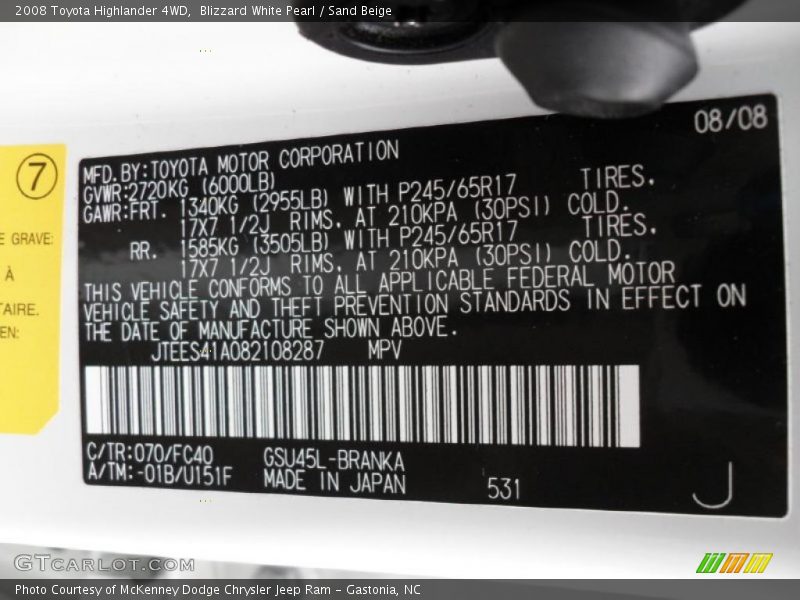 2008 Toyota Highlander 4WD, Blizzard White Pearl / Sand Beige
08/08
7
E GRAVE:
À
TAIRE.
EN:
MFD.BY:TOYOTA MOTOR CORPORATION
GVWR:2720KG (6000LB)
GAWR:FRT. 1340KG (2955LB) WITH P245/65R17 TIRES.
17X7 1/2J RIMS, AT 210KPA (30PSI) COLD.
RR. 1585KG (3505LB) WITH P245/65R17 TIRES.
17X7 1/2J RIMS, AT 210KPA (30PSI) COLD.
THIS VEHICLE CONFORMS TO ALL APPLICABLE FEDERAL MOTOR
VEHICLE SAFETY AND THEFT PREVENTION STANDARDS IN EFFECT ON
THE DATE OF MANUFACTURE SHOWN ABOVE.
JTEES41A082108287 MPV
C/TR:070/FC40 GSU45L-BRANKA
A/TM:-01B/U151F MADE IN JAPAN 531 J
GTCARLOT.COM
Photo Courtesy of McKenney Dodge Chrysler Jeep Ram - Gastonia, NC